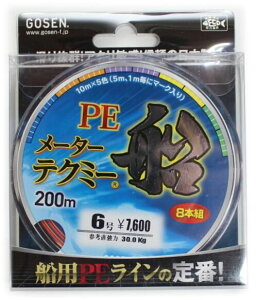 GOSEN.
www.gosen-f.jp
10m×5色(5m、1m毎にマーク入り)
PE
船
メーター
テクミー®
200m
8本組
6号 ¥7,600
参考直強力 30.0Kg
船用PEラインの定番!